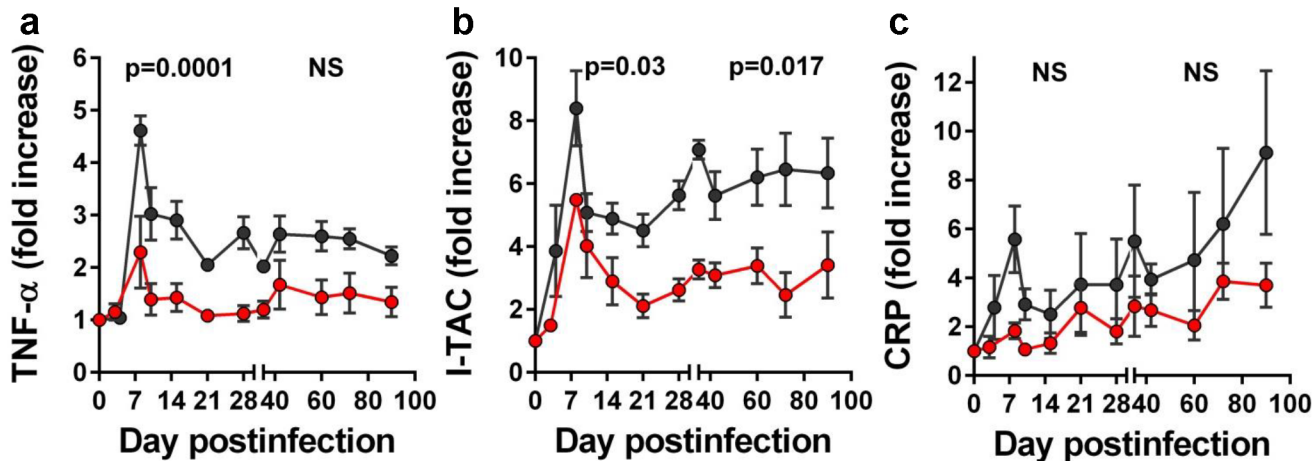 a
TNF-α (fold increase)
6
5
4
3
2
1
0
p=0.0001 NS
0 7 14 21 28 40 60 80 100
Day postinfection
b
I-TAC (fold increase)
10
8
6
4
2
0
p=0.03 p=0.017
0 7 14 21 28 40 60 80 100
Day postinfection
c
CRP (fold increase)
12
10
8
6
4
2
0
NS NS
0 7 14 21 28 40 60 80 100
Day postinfection